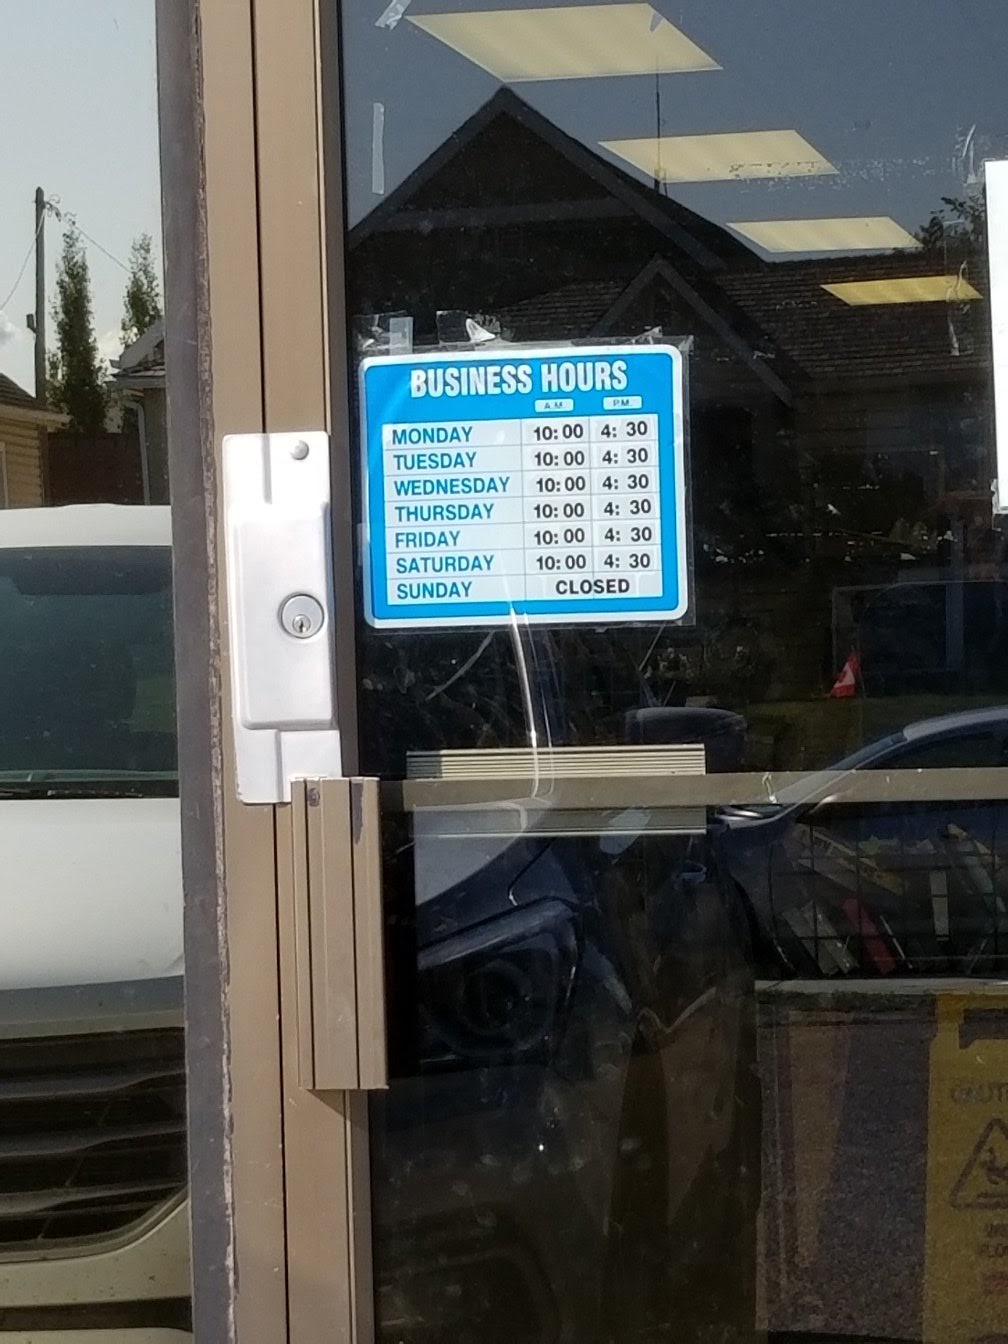 BUSINESS HOURS
A.M. P.M.
MONDAY 10:00 4:30
TUESDAY 10:00 4:30
WEDNESDAY 10:00 4:30
THURSDAY 10:00 4:30
FRIDAY 10:00 4:30
SATURDAY 10:00 4:30
SUNDAY CLOSED